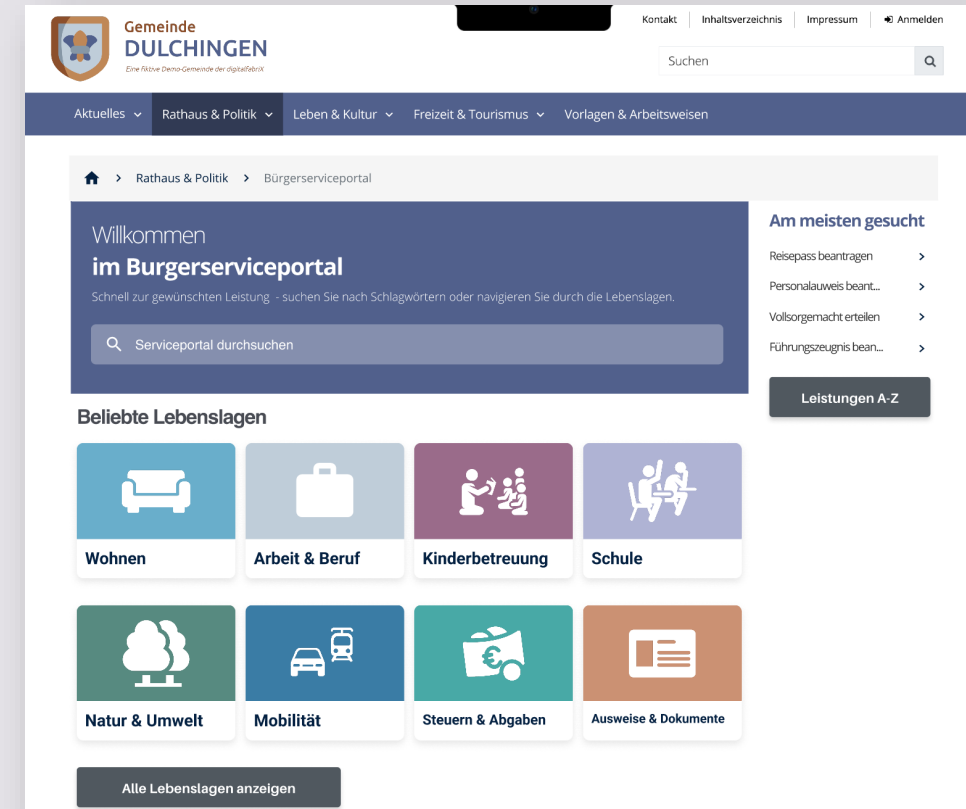 Gemeinde
DULCHINGEN
Eine Fiktive Demo-Gemeinde der digitalfabriX
Kontakt
Inhaltsverzeichnis
Impressum
Anmelden
Suchen
Aktuelles
Rathaus & Politik
Leben & Kultur
Freizeit & Tourismus
Vorlagen & Arbeitsweisen
Rathaus & Politik
Bürgerserviceportal
Willkommen
im Burgerserviceportal
Schnell zur gewünschten Leistung - suchen Sie nach Schlagwörtern oder navigieren Sie durch die Lebenslagen.
Serviceportal durchsuchen
Am meisten gesucht
Reisepass beantragen
Personalauweis beant...
Vollsorgemacht erteilen
Führungszeugnis bean...
Leistungen A-Z
Beliebte Lebenslagen
Wohnen
Arbeit & Beruf
Kinderbetreuung
Schule
Natur & Umwelt
Mobilität
Steuern & Abgaben
Ausweise & Dokumente
Alle Lebenslagen anzeigen